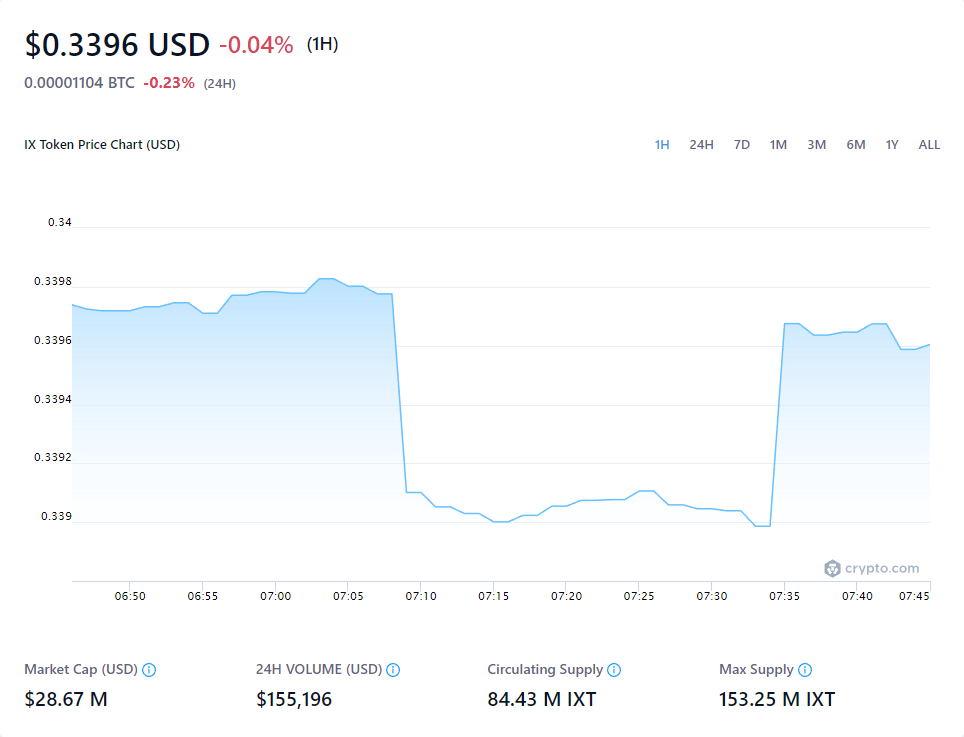 $0.3396 USD -0.04% (1H)
0.00001104 BTC -0.23% (24H)
IX Token Price Chart (USD)
1H 24H 7D 1M 3M 6M 1Y ALL
0.34
0.3398
0.3396
0.3394
0.3392
0.339
crypto.com
06:50 06:55 07:00 07:05 07:10 07:15 07:20 07:25 07:30 07:35 07:40 07:45
Market Cap (USD) 24H VOLUME (USD) Circulating Supply Max Supply
$28.67 M $155,196 84.43 M IXT 153.25 M IXT